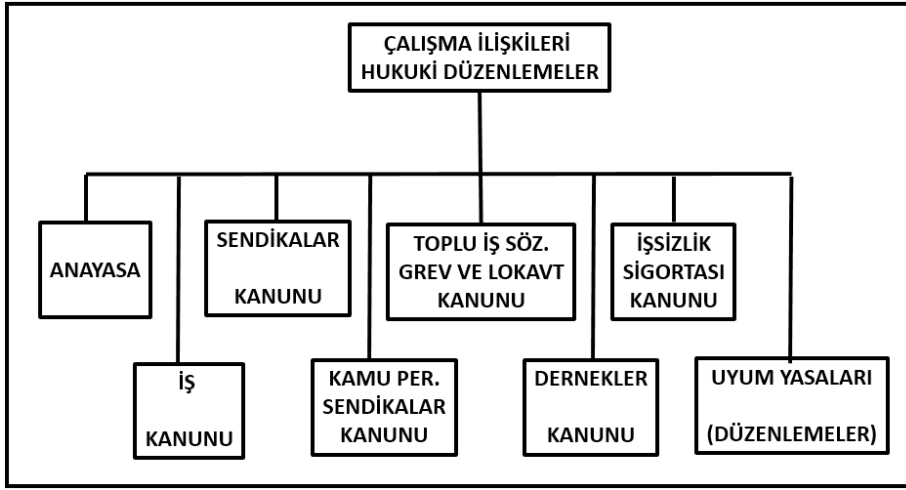 ÇALIŞMA İLİŞKİLERİ
HUKUKİ DÜZENLEMELER
ANAYASA
SENDİKALAR
KANUNU
TOPLU İŞ SÖZ.
GREV VE LOKAVT
KANUNU
İŞSİZLİK
SİGORTASI
KANUNU
İŞ
KANUNU
KAMU PER.
SENDİKALAR
KANUNU
DERNEKLER
KANUNU
UYUM YASALARI
(DÜZENLEMELER)